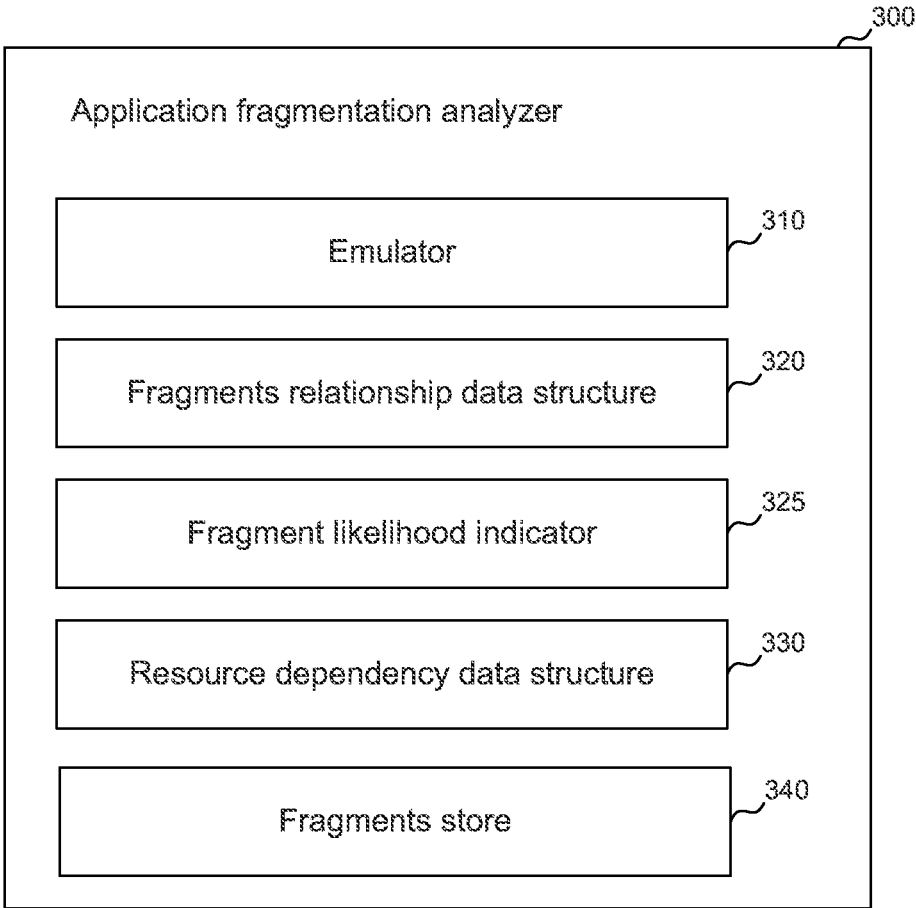 300
Application fragmentation analyzer
310
Emulator
320
Fragments relationship data structure
325
Fragment likelihood indicator
330
Resource dependency data structure
340
Fragments store